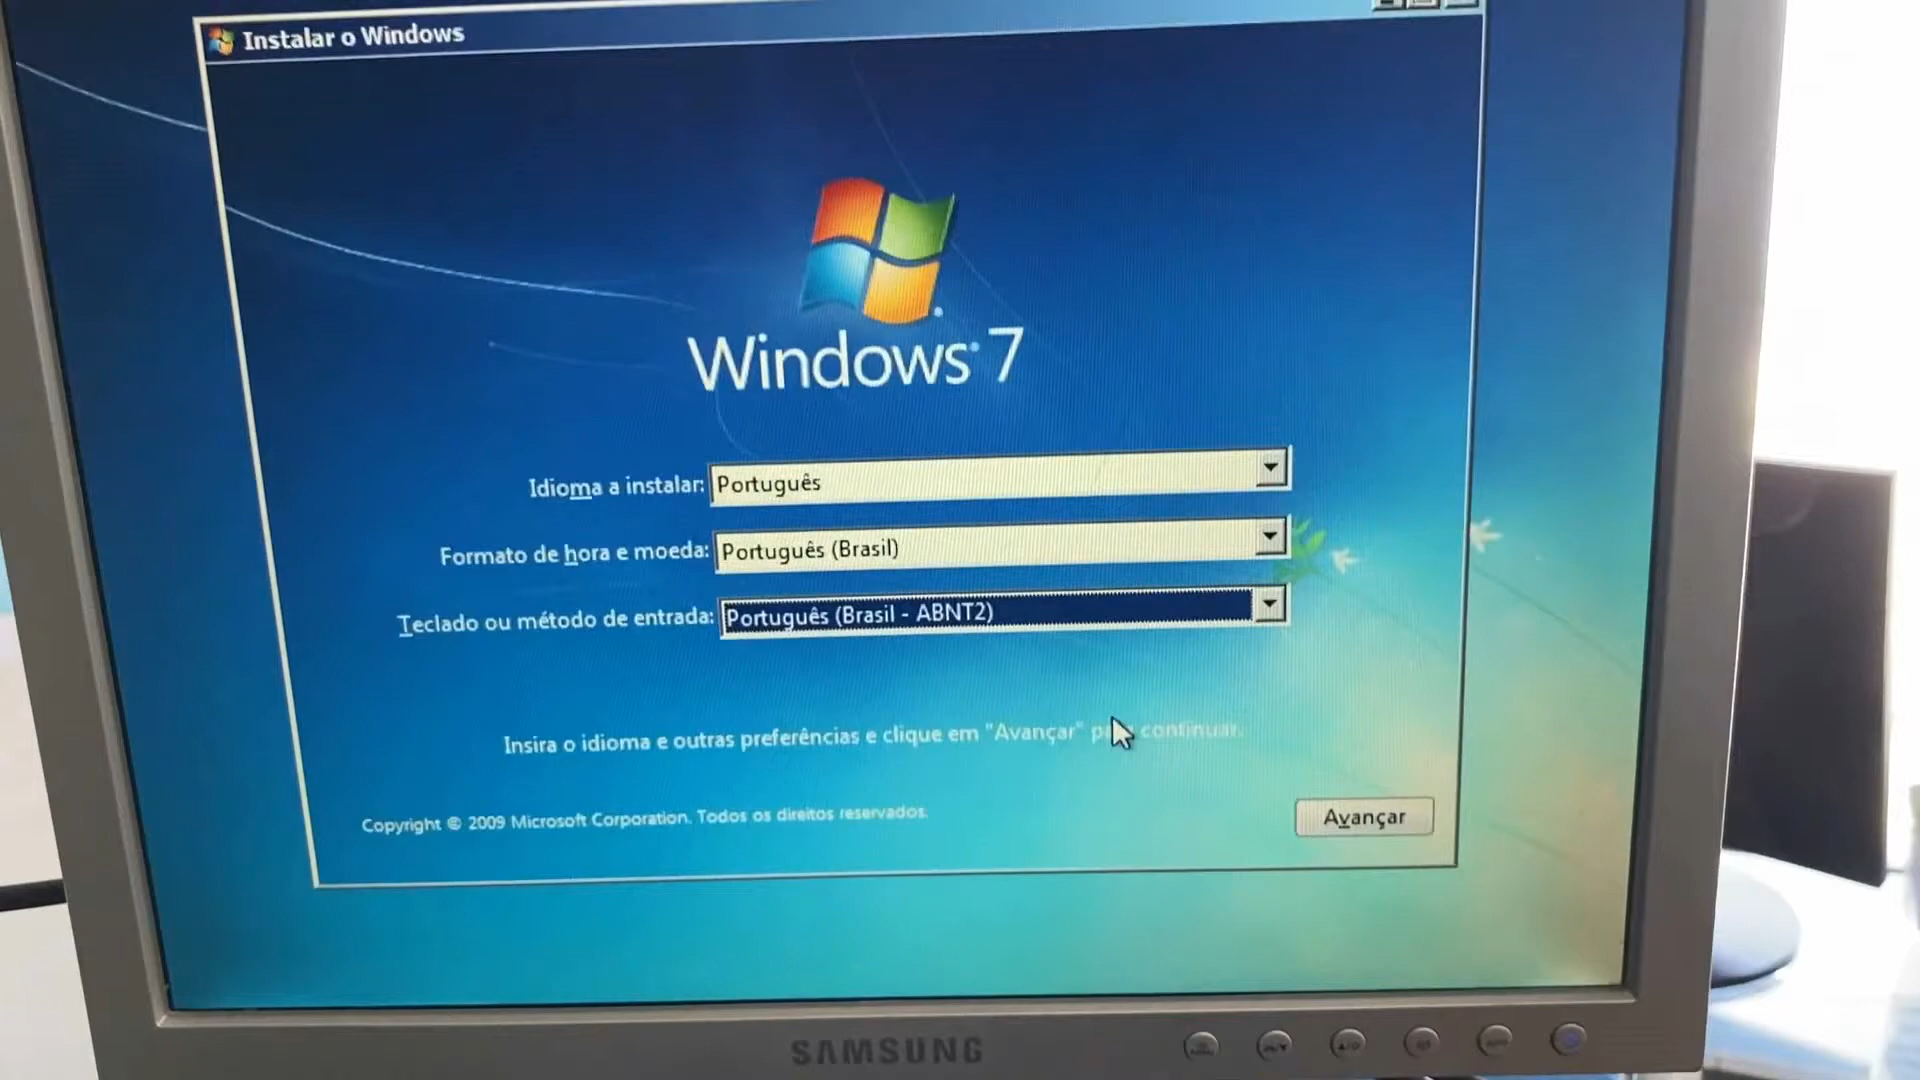 Instalar o Windows
Windows 7
Idioma a instalar: Português
Formato de hora e moeda: Português (Brasil)
Teclado ou método de entrada: Português (Brasil - ABNT2)
Insira o idioma e outras preferências e clique em "Avançar" continuar.
Copyright © 2009 Microsoft Corporation. Todos os direitos reservados.
Avançar
SAMSUNG